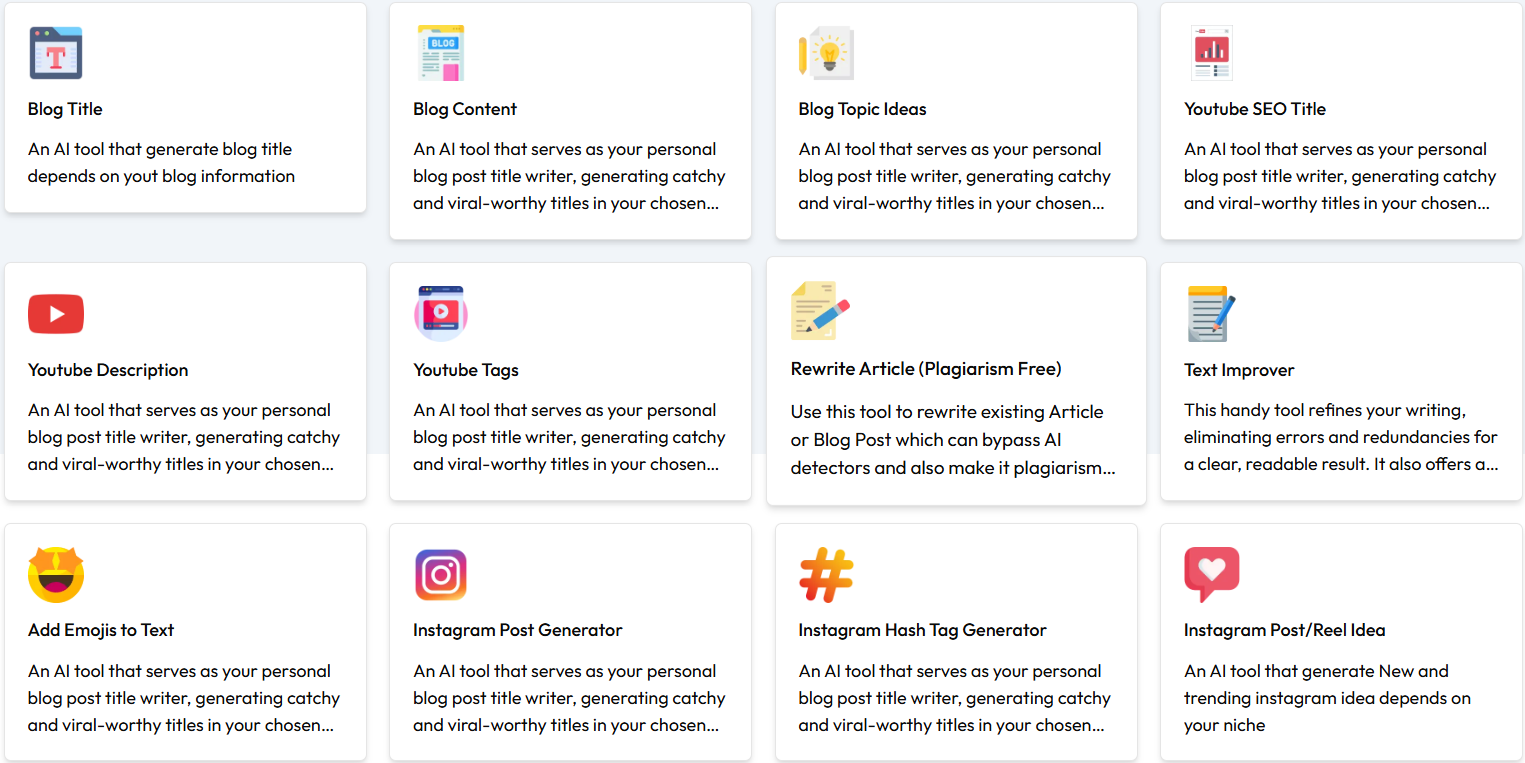 Blog Title
An AI tool that generate blog title
depends on yout blog information
BLOG
Blog Content
An AI tool that serves as your personal
blog post title writer, generating catchy
and viral-worthy titles in your chosen...
Blog Topic Ideas
An AI tool that serves as your personal
blog post title writer, generating catchy
and viral-worthy titles in your chosen...
Youtube SEO Title
An AI tool that serves as your personal
blog post title writer, generating catchy
and viral-worthy titles in your chosen...
Youtube Description
An AI tool that serves as your personal
blog post title writer, generating catchy
and viral-worthy titles in your chosen...
Youtube Tags
An AI tool that serves as your personal
blog post title writer, generating catchy
and viral-worthy titles in your chosen...
Rewrite Article (Plagiarism Free)
Use this tool to rewrite existing Article
or Blog Post which can bypass AI
detectors and also make it plagiarism...
Text Improver
This handy tool refines your writing,
eliminating errors and redundancies for
a clear, readable result. It also offers a...
Add Emojis to Text
An AI tool that serves as your personal
blog post title writer, generating catchy
and viral-worthy titles in your chosen...
Instagram Post Generator
An AI tool that serves as your personal
blog post title writer, generating catchy
and viral-worthy titles in your chosen...
Instagram Hash Tag Generator
An AI tool that serves as your personal
blog post title writer, generating catchy
and viral-worthy titles in your chosen...
Instagram Post/Reel Idea
An AI tool that generate New and
trending instagram idea depends on
your niche